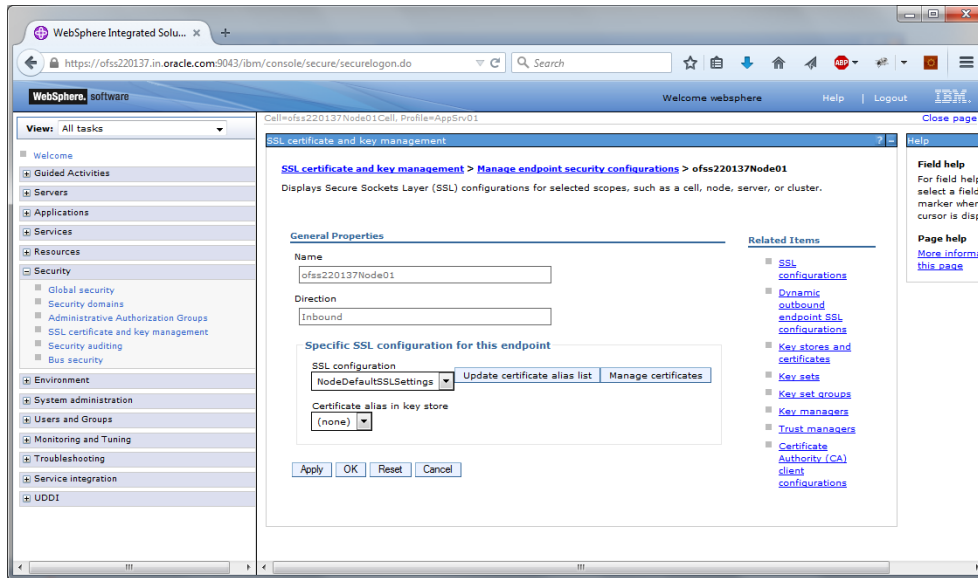 WebSphere Integrated Solu...
https://ofss220137.in.oracle.com:9043/ibm/console/secure/securelogon.do
Search
ABP
WebSphere. software
Welcome websphere
Help | Logout
IBM.
View: All tasks
Welcome
Guided Activities
Servers
Applications
Services
Resources
Security
Global security
Security domains
Administrative Authorization Groups
SSL certificate and key management
Security auditing
Bus security
Environment
System administration
Users and Groups
Monitoring and Tuning
Troubleshooting
Service integration
UDDI
Cell=ofss220137Node01Cell, Profile=AppSrv01
Close page
SSL certificate and key management
? –
SSL certificate and key management > Manage endpoint security configurations > ofss220137Node01
Displays Secure Sockets Layer (SSL) configurations for selected scopes, such as a cell, node, server, or cluster.
General Properties
Name
ofss220137Node01
Direction
Inbound
Specific SSL configuration for this endpoint
SSL configuration
NodeDefaultSSLSettings
Update certificate alias list
Manage certificates
Certificate alias in key store
(none)
Apply
OK
Reset
Cancel
Related Items
SSL
configurations
Dynamic
outbound
endpoint SSL
configurations
Key stores and
certificates
Key sets
Key set groups
Key managers
Trust managers
Certificate
Authority (CA)
client
configurations
Help
Field help
For field help
select a field
marker when
cursor is disp
Page help
More informa
this page